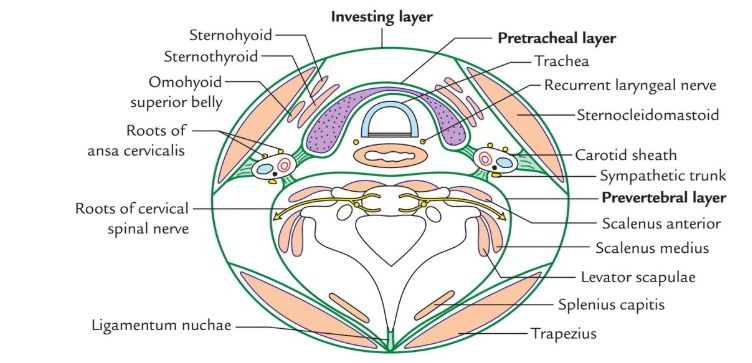 Investing layer
Sternohyoid
Sternothyroid
Omohyoid
superior belly
Roots of
ansa cervicalis
Roots of cervical
spinal nerve
Ligamentum nuchae
Pretracheal layer
Trachea
Recurrent laryngeal nerve
Sternocleidomastoid
Carotid sheath
Sympathetic trunk
Prevertebral layer
Scalenus anterior
Scalenus medius
Levator scapulae
Splenius capitis
Trapezius